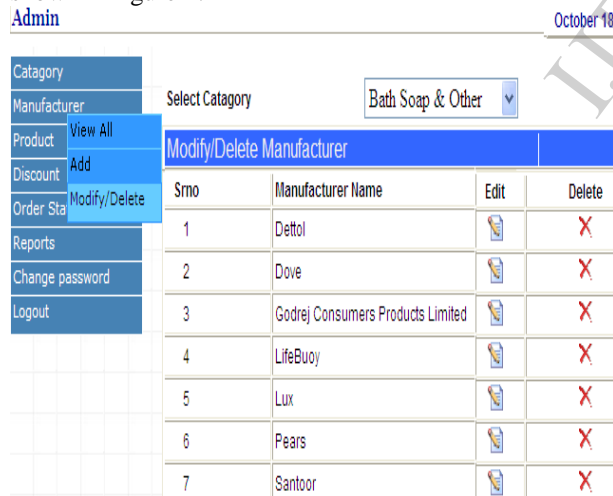 Admin
October 18
Catagory
Manufacturer
Product
Discount
Order Sta
Reports
Change password
Logout
View All
Add
Modify/Delete
Select Catagory
Bath Soap & Other
Modify/Delete Manufacturer
Srno Manufacturer Name Edit Delete
1 Dettol
2 Dove
3 Godrej Consumers Products Limited
4 LifeBuoy
5 Lux
6 Pears
7 Santoor